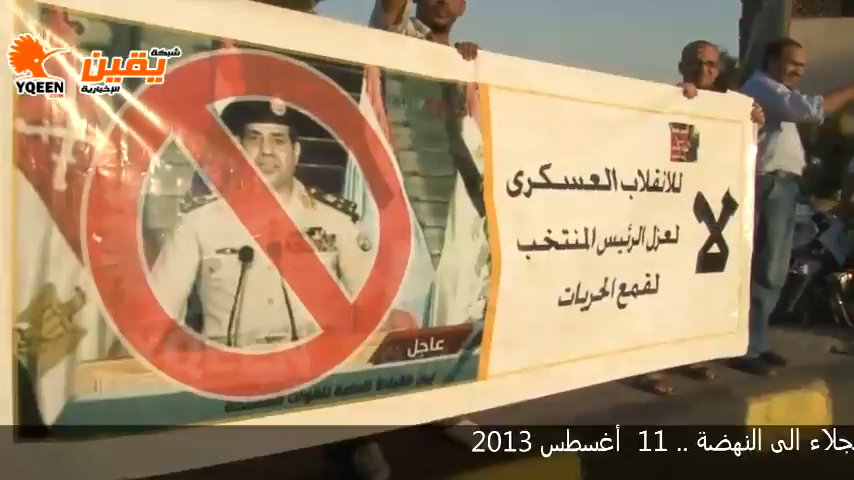 شبكة
يقين
الإخبارية
YQEEN
.COM
لا
للانقلاب العسكرى
لعزل الرئيس المنتخب
لقمع الحريات
عاجل
جلاء الى النهضة .. 11 أغسطس 2013